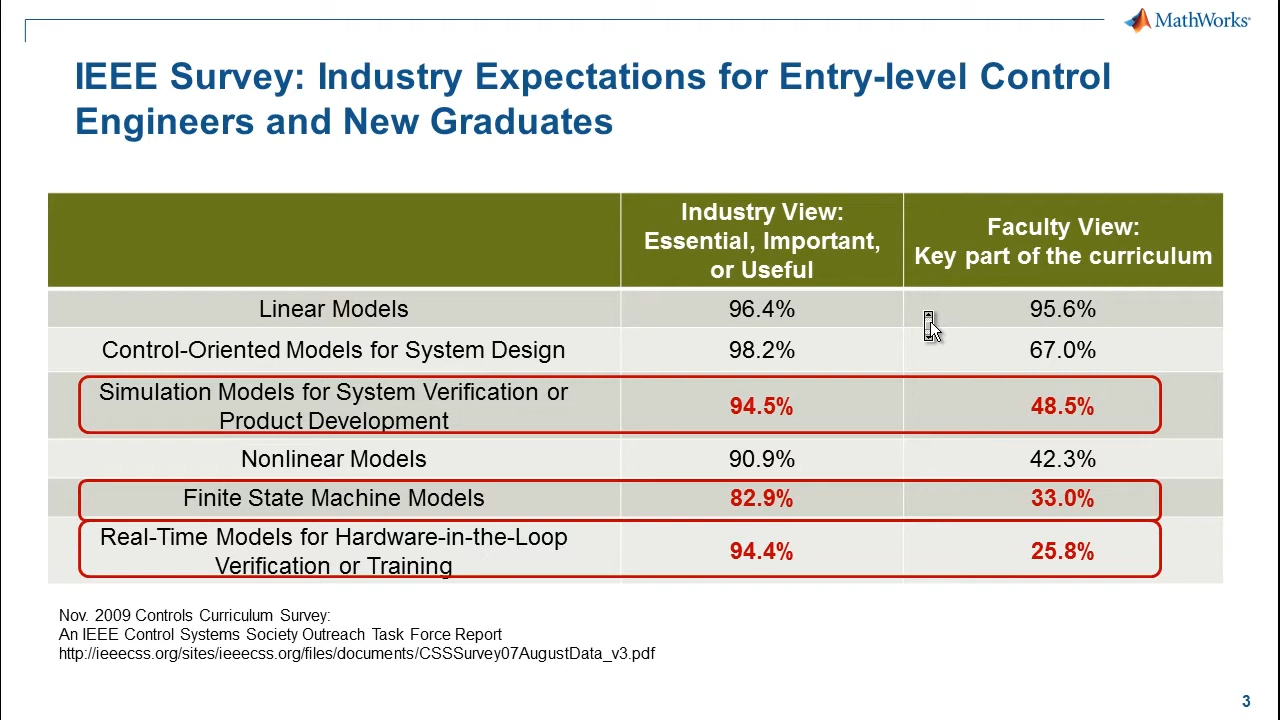 MathWorks®
IEEE Survey: Industry Expectations for Entry-level Control
Engineers and New Graduates
Industry View:
Essential, Important,
or Useful
Faculty View:
Key part of the curriculum
Linear Models 96.4% 95.6%
Control-Oriented Models for System Design 98.2% 67.0%
Simulation Models for System Verification or
Product Development 94.5% 48.5%
Nonlinear Models 90.9% 42.3%
Finite State Machine Models 82.9% 33.0%
Real-Time Models for Hardware-in-the-Loop
Verification or Training 94.4% 25.8%
Nov. 2009 Controls Curriculum Survey:
An IEEE Control Systems Society Outreach Task Force Report
http://ieeecss.org/sites/ieeecss.org/files/documents/CSSSurvey07AugustData_v3.pdf
3